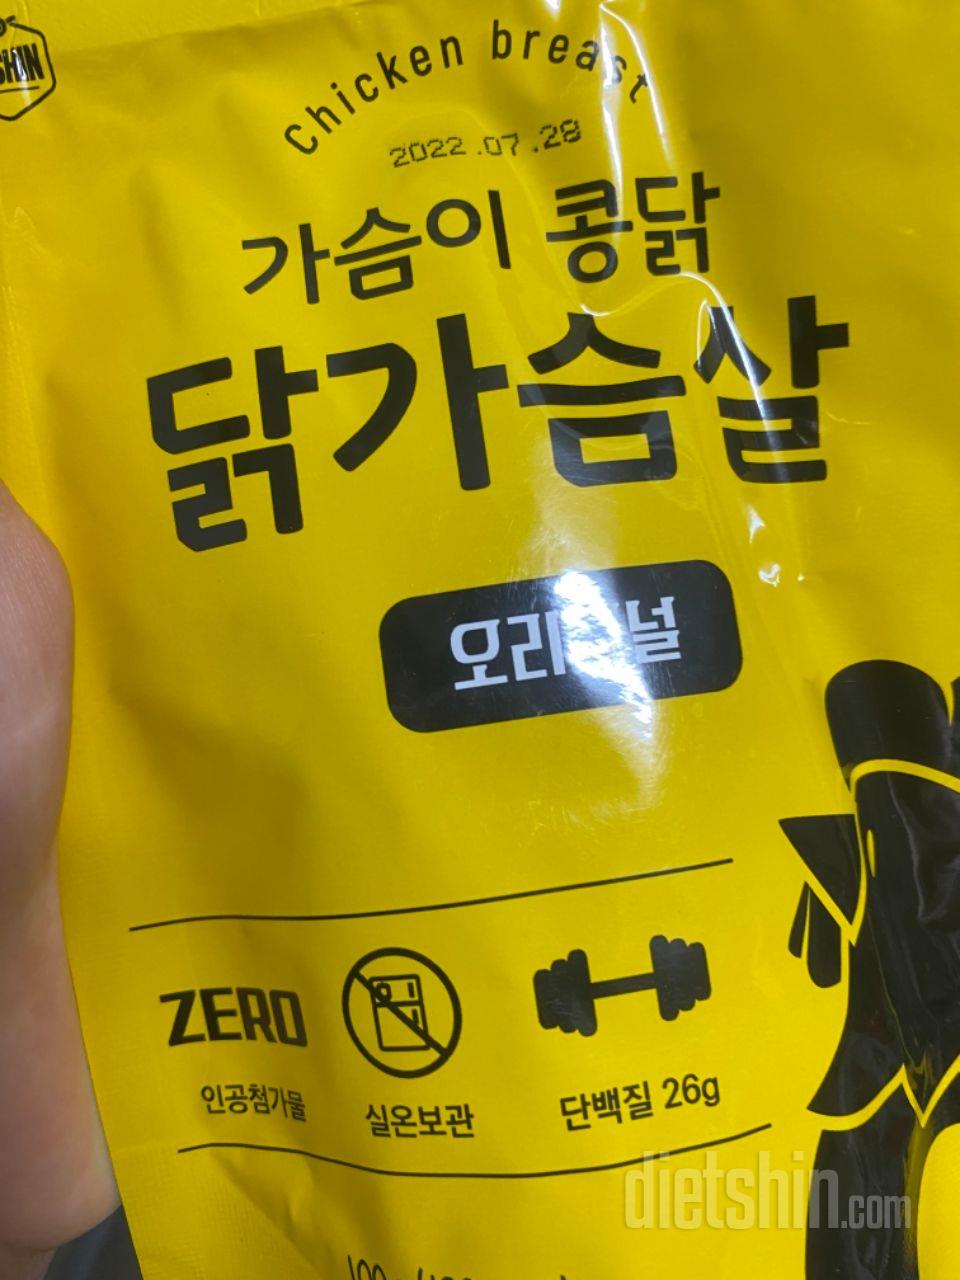 SHIN
chicken breast
2022.07.28
가슴이 콩닭
닭가슴살
ZERO
인공첨가물
실온보관
단백질 26g
dietshin.com